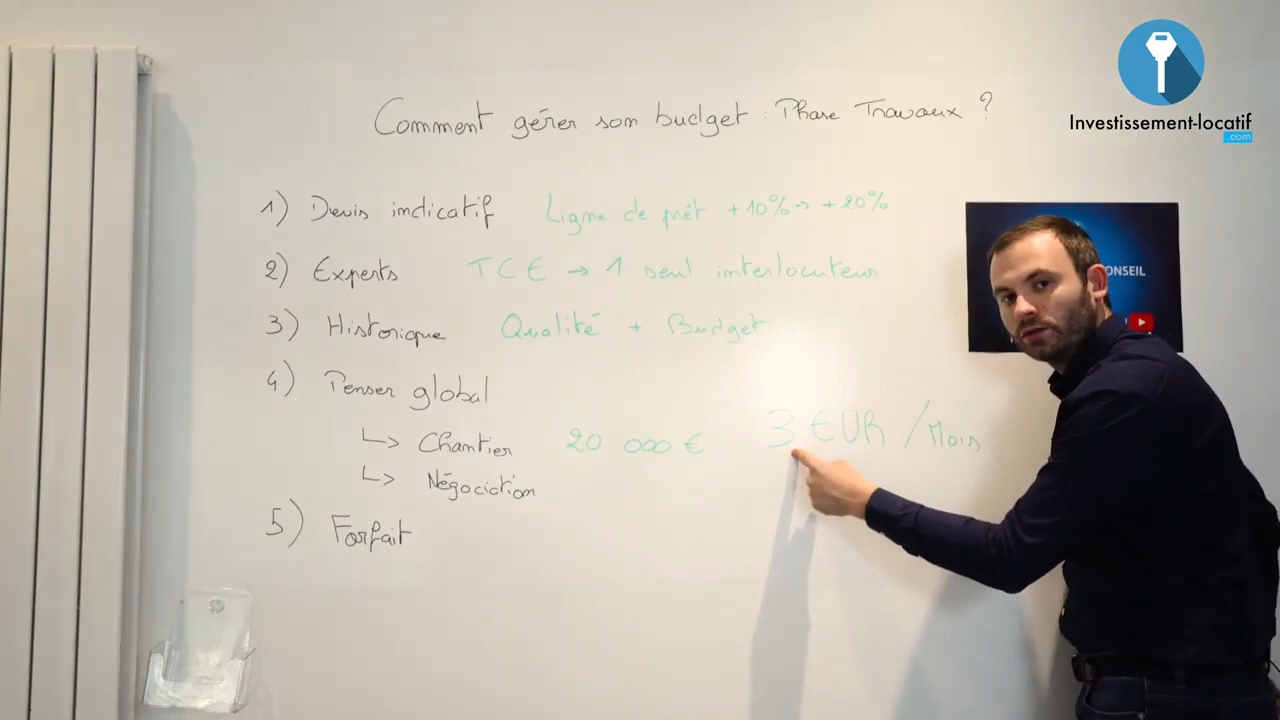 Investissement-locatif
.com
Comment gérer son budget : Phase Travaux ?
1) Devis indicatif Ligne de prêt +10% → +20%
2) Experts TCE → 1 seul interlocuteur
3) Historique Qualité + Budget
4) Penser global
↳ Chantier 20.000 € 3 EUR / Mois
↳ Négociation
5) Forfait
ONSEIL